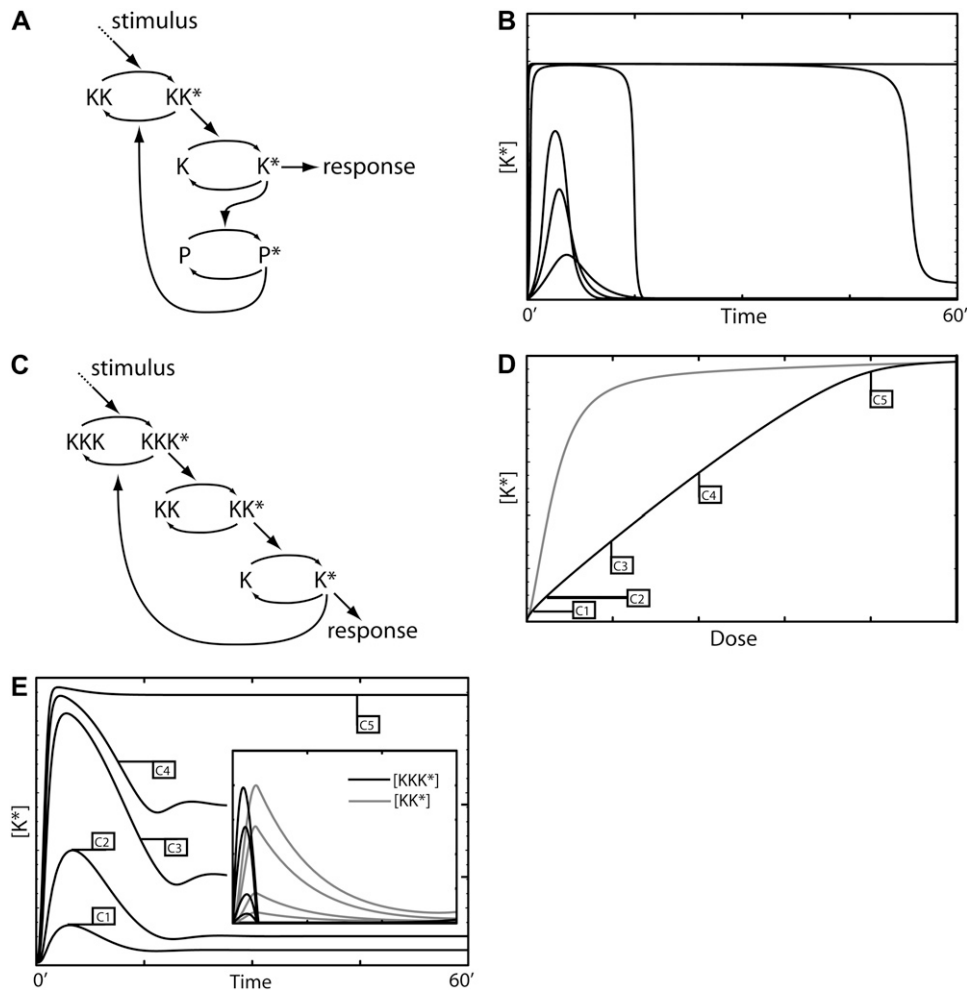 A
stimulus
KK KK*
K K* response
P P*
B
[K*]
0' Time 60'
C
stimulus
KKK KKK*
KK KK*
K K*
response
D
[K*]
C5
C4
C3
C2
C1
Dose
E
[K*]
C5
C4
C3
C2
C1
[KKK*]
[KK*]
0' Time 60'